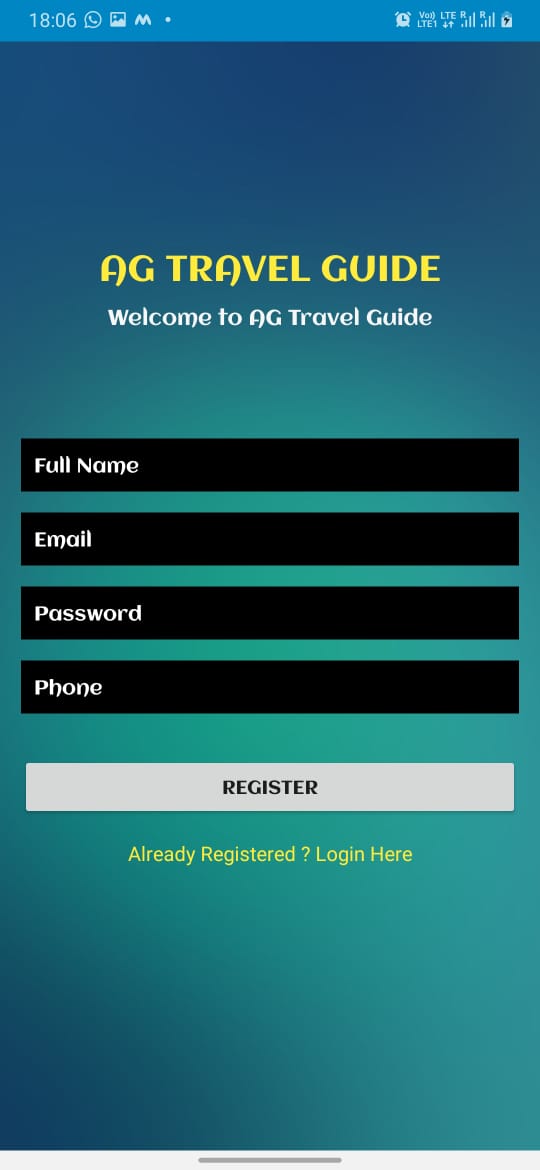 18:06 Vo)) LTE R R
LTE1
AG TRAVEL GUIDE
Welcome to AG Travel Guide
Full Name
Email
Password
Phone
REGISTER
Already Registered ? Login Here